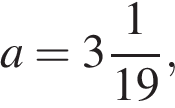 a = 3 1/19,